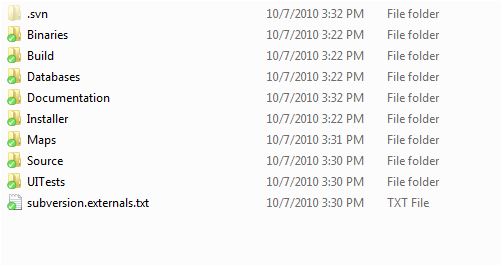 .svn 10/7/2010 3:32 PM File folder
Binaries 10/7/2010 3:22 PM File folder
Build 10/7/2010 3:22 PM File folder
Databases 10/7/2010 3:22 PM File folder
Documentation 10/7/2010 3:32 PM File folder
Installer 10/7/2010 3:22 PM File folder
Maps 10/7/2010 3:31 PM File folder
Source 10/7/2010 3:30 PM File folder
UITests 10/7/2010 3:30 PM File folder
subversion.externals.txt 10/7/2010 3:30 PM TXT File